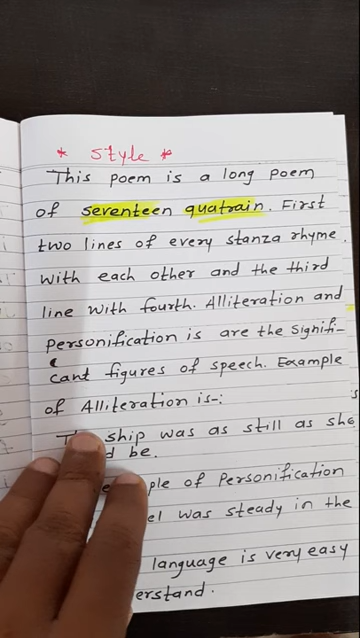 * Style *
This poem is a long poem
of seventeen quatrain. First
two lines of every stanza rhyme
with each other and the third
line with fourth. Alliteration and
personification is are the signifi-
cant figures of speech. Example
of Alliteration is-:
ship was as still as she
be.
of Personification
was steady in the
language is very easy